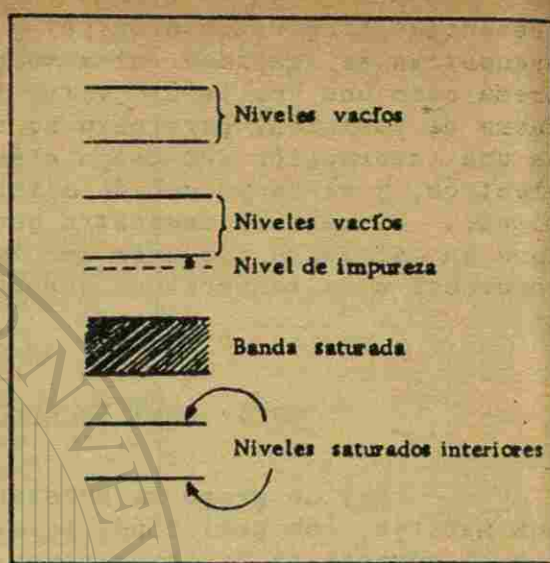 Niveles vacíos
Niveles vacíos
Nivel de impureza
Banda saturada
Niveles saturados interiores